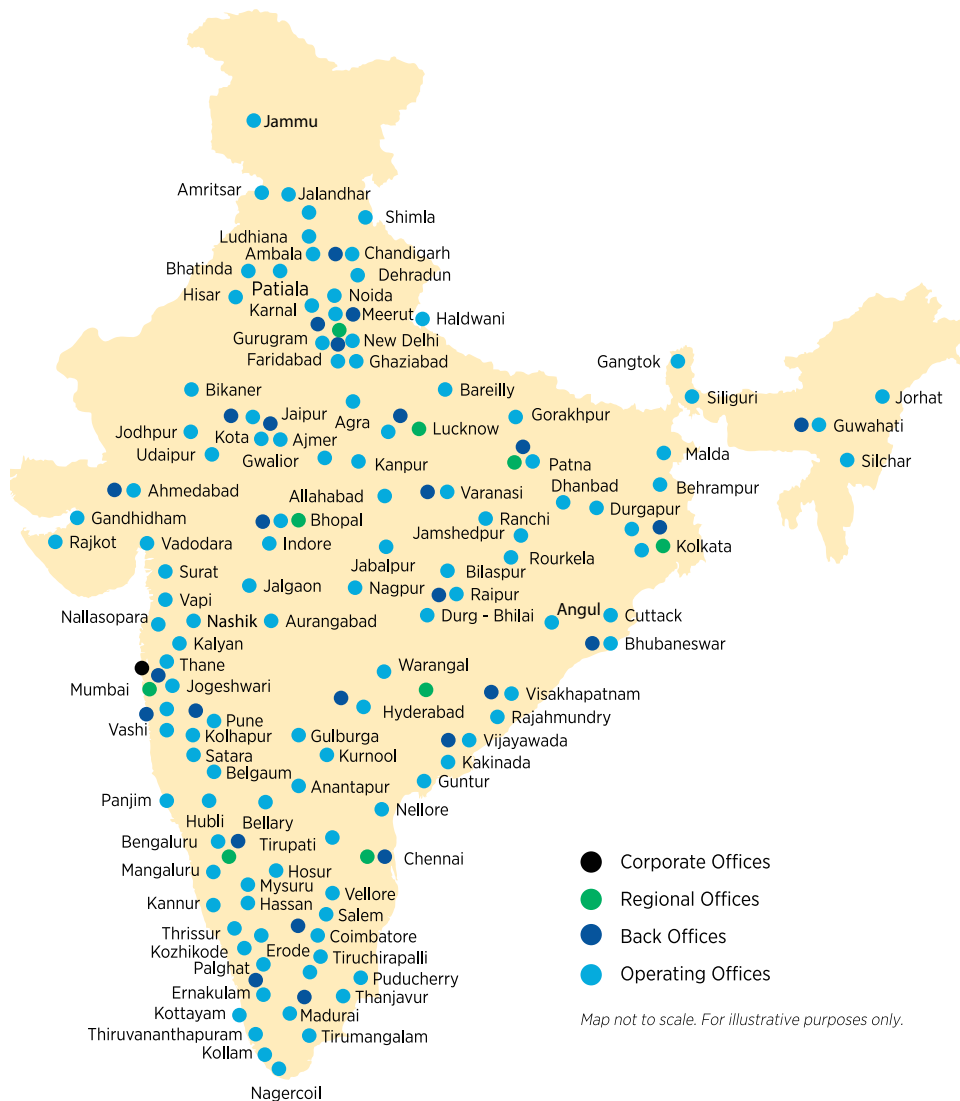 Jammu
Amritsar
Jalandhar
Shimla
Ludhiana
Ambala
Chandigarh
Bhatinda
Dehradun
Patiala
Hisar
Noida
Karnal
Meerut
Haldwani
Gurugram
New Delhi
Faridabad
Ghaziabad
Gangtok
Bikaner
Bareilly
Siliguri
Jorhat
Jaipur
Agra
Gorakhpur
Jodhpur
Kota
Ajmer
Lucknow
Guwahati
Udaipur
Gwalior
Kanpur
Patna
Malda
Silchar
Dhanbad
Ahmedabad
Allahabad
Varanasi
Behrampur
Durgapur
Gandhidham
Bhopal
Ranchi
Jamshedpur
Rajkot
Vadodara
Indore
Kolkata
Jabalpur
Rourkela
Surat
Bilaspur
Jalgaon
Nagpur
Raipur
Vapi
Nallasopara
Nashik
Aurangabad
Durg - Bhilai
Angul
Cuttack
Kalyan
Bhubaneswar
Thane
Warangal
Mumbai
Jogeshwari
Visakhapatnam
Hyderabad
Rajahmundry
Vashi
Pune
Kolhapur
Gulburga
Vijayawada
Satara
Kurnool
Kakinada
Belgaum
Guntur
Anantapur
Panjim
Nellore
Hubli
Bellary
Bengaluru
Tirupati
Chennai
Mangaluru
Hosur
Mysuru
Vellore
Kannur
Hassan
Salem
Thrissur
Coimbatore
Kozhikode
Erode
Tiruchirapalli
Palghat
Puducherry
Ernakulam
Thanjavur
Kottayam
Madurai
Thiruvananthapuram
Tirumangalam
Kollam
Nagercoil
Corporate Offices
Regional Offices
Back Offices
Operating Offices
Map not to scale. For illustrative purposes only.